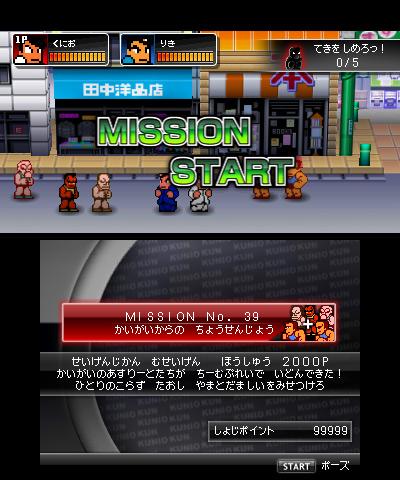 1P くにお
りき
てきをしめろっ!
0/5
田中洋品店
本
MISSION
START
MISSION No. 39
かいがいからの ちょうせんじょう
せいげんじかん むせいげん ほうしゅう 2000P
かいがいのあすりーとたちが ちーむぷれいで いどんできた!
ひとりのこらず たおし やまとだましいをみせつけろ
しょじポイント 99999
START ポーズ
KUNIO KUN